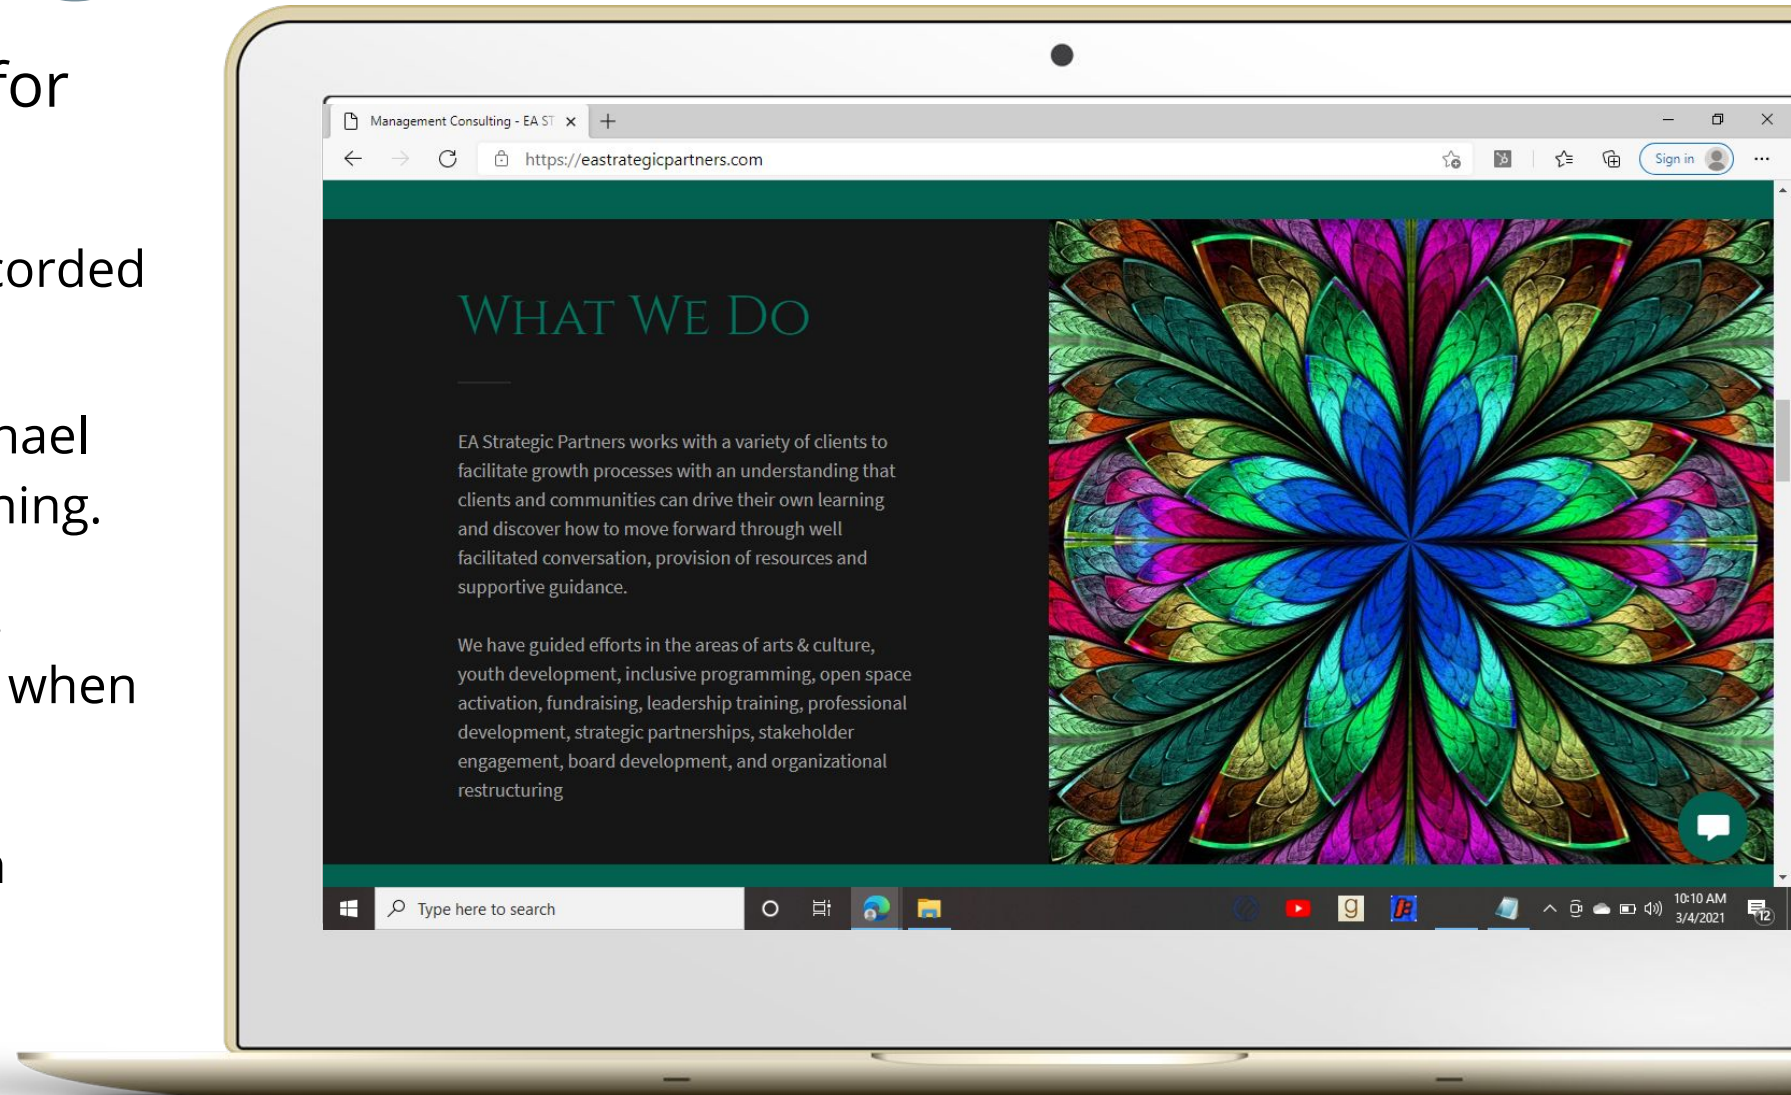 for
corded
nael
ning.
when
Management Consulting - EA ST
https://eastrategicpartners.com
Sign in
WHAT WE DO
EA Strategic Partners works with a variety of clients to
facilitate growth processes with an understanding that
clients and communities can drive their own learning
and discover how to move forward through well
facilitated conversation, provision of resources and
supportive guidance.
We have guided efforts in the areas of arts & culture,
youth development, inclusive programming, open space
activation, fundraising, leadership training, professional
development, strategic partnerships, stakeholder
engagement, board development, and organizational
restructuring
Type here to search
g
10:10 AM
3/4/2021
12